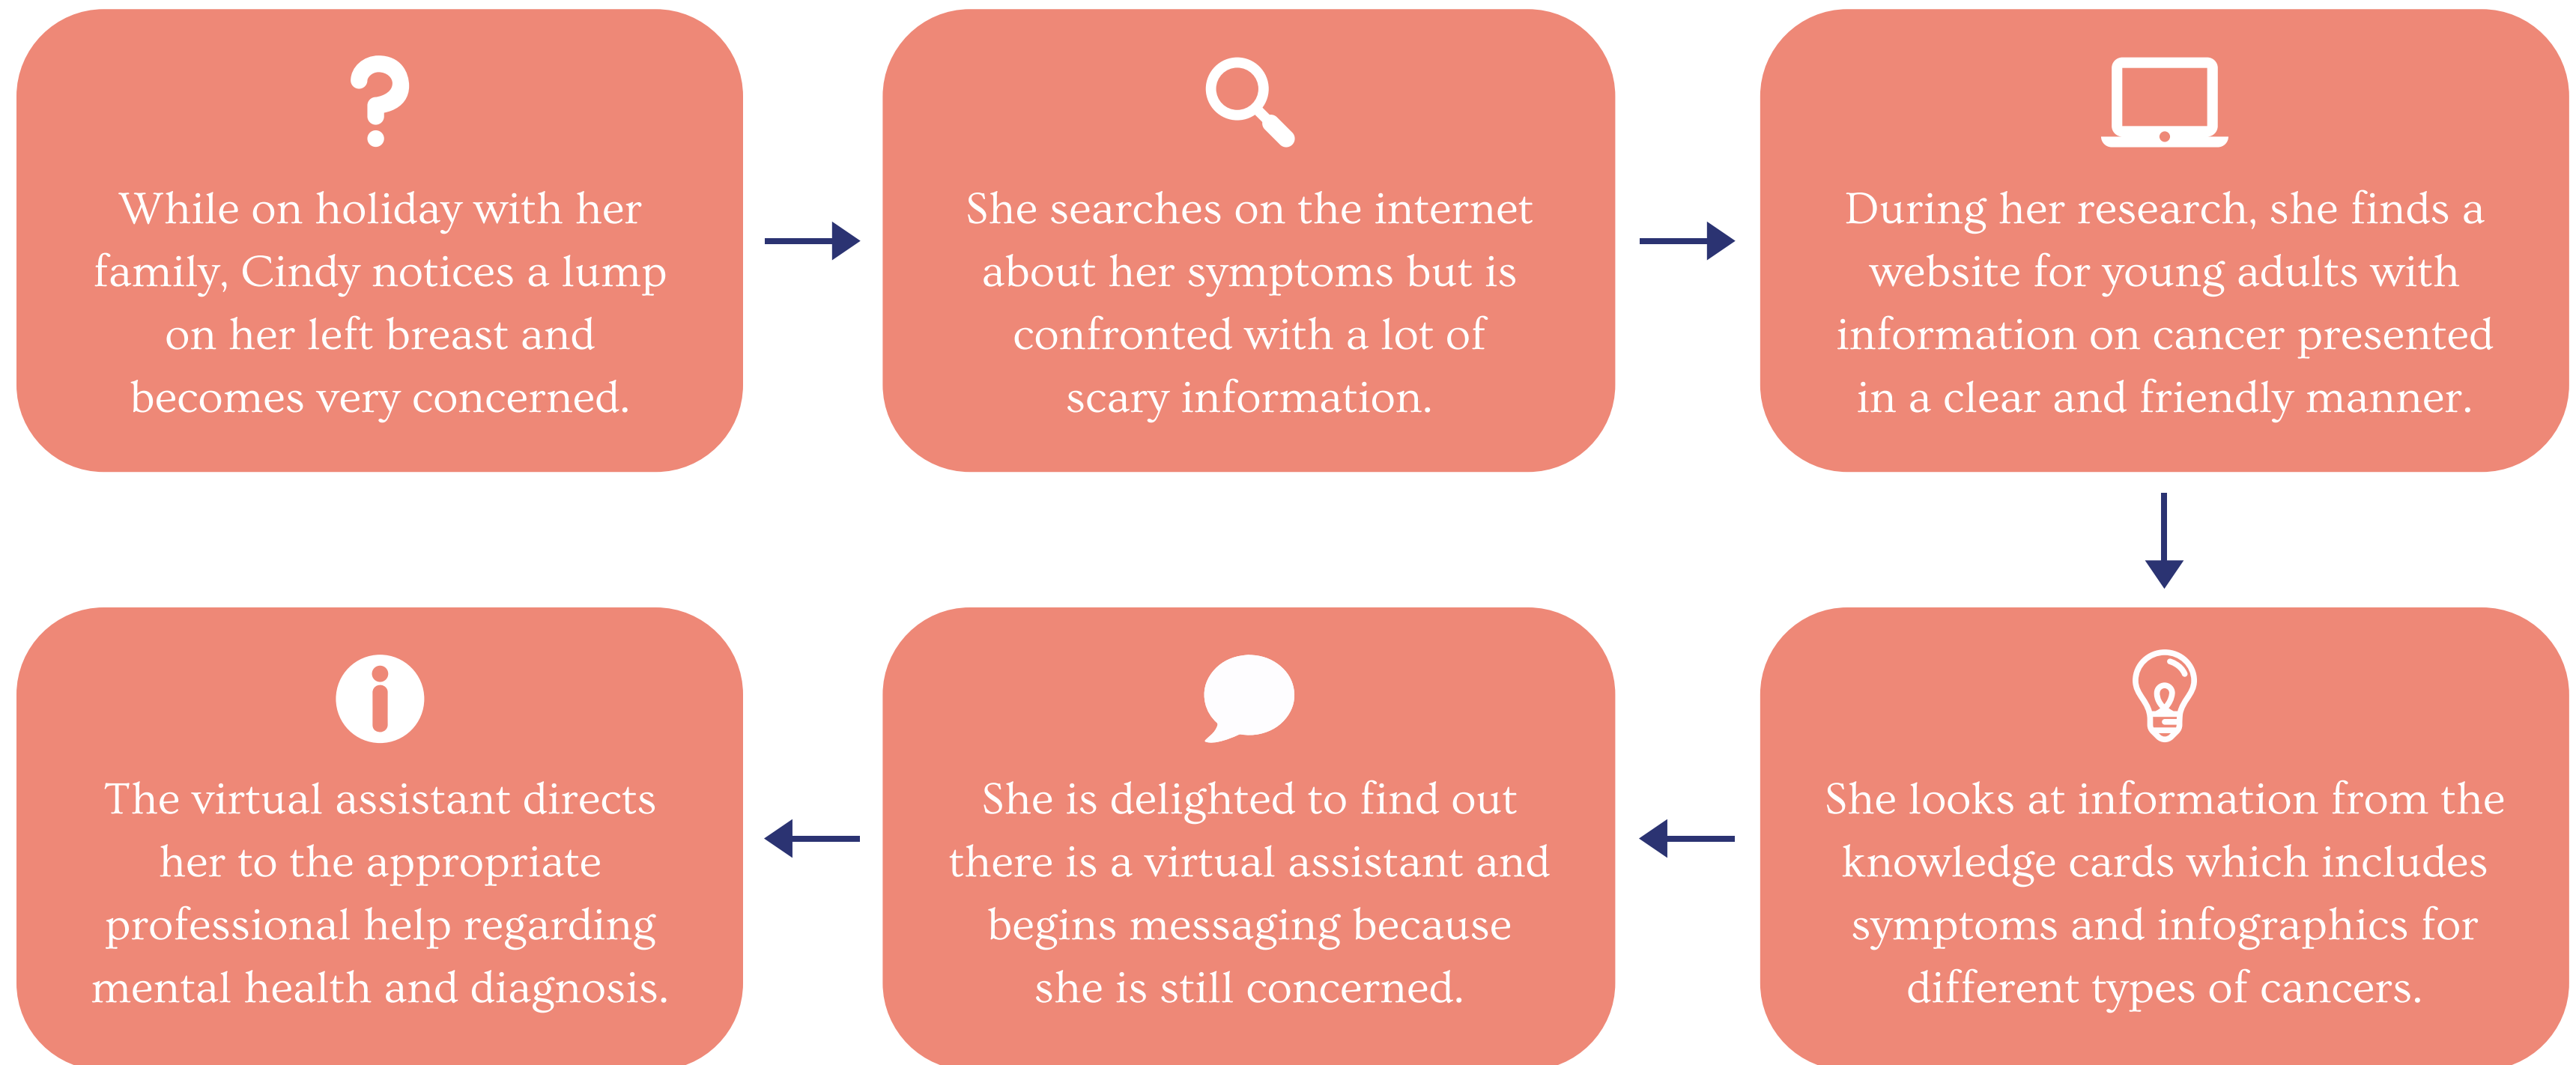 While on holiday with her
family, Cindy notices a lump
on her left breast and
becomes very concerned.
She searches on the internet
about her symptoms but is
confronted with a lot of
scary information.
During her research, she finds a
website for young adults with
information on cancer presented
in a clear and friendly manner.
She looks at information from the
knowledge cards which includes
symptoms and infographics for
different types of cancers.
She is delighted to find out
there is a virtual assistant and
begins messaging because
she is still concerned.
The virtual assistant directs
her to the appropriate
professional help regarding
mental health and diagnosis.